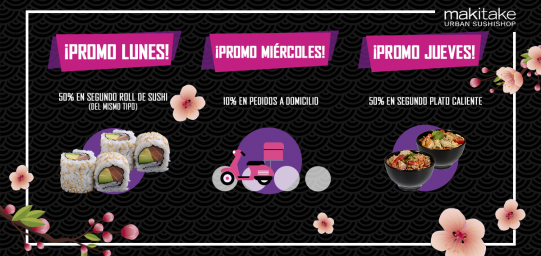 makitake
URBAN SUSHISHOP
¡PROMO LUNES!
50% EN SEGUNDO ROLL DE SUSHI
(DEL MISMO TIPO)
¡PROMO MIÉRCOLES!
10% EN PEDIDOS A DOMICILIO
¡PROMO JUEVES!
50% EN SEGUNDO PLATO CALIENTE